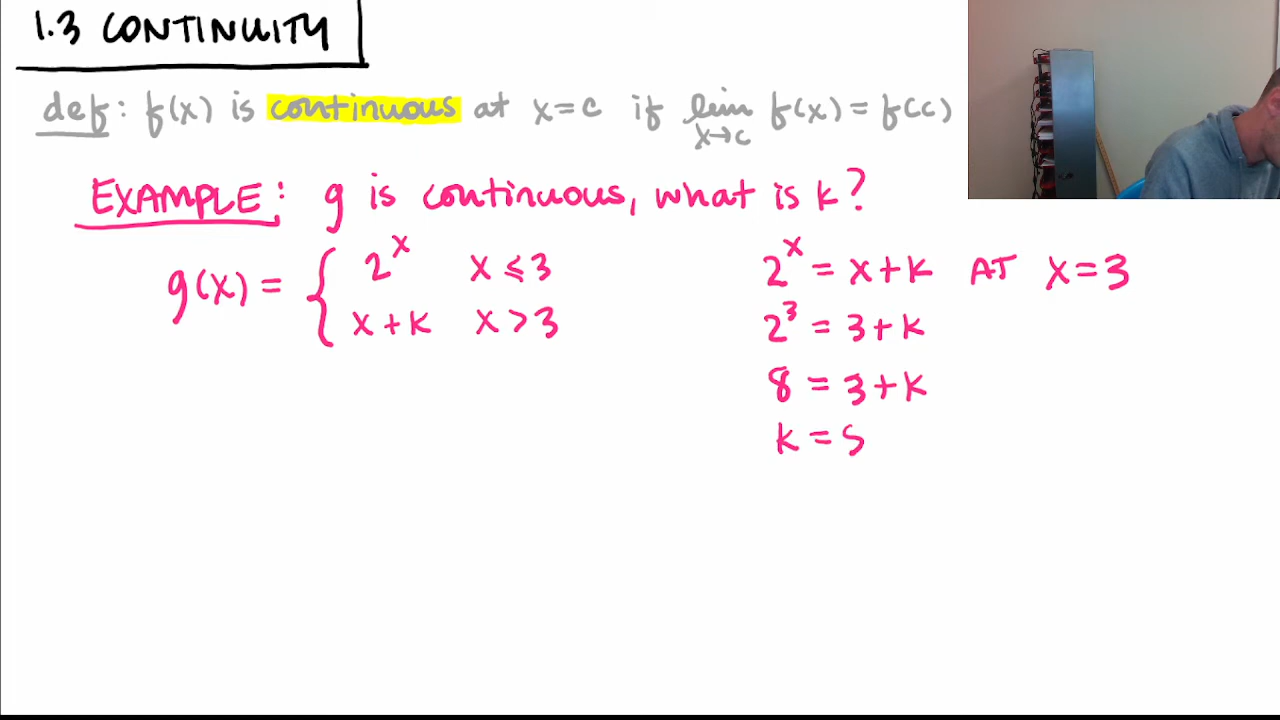 1.3 CONTINUITY
def: f(x) is continuous at x=c if lim x→c f(x) = f(c)
EXAMPLE: g is continuous, what is k?
g(x) = { 2^x x ≤ 3
x + k x > 3
2^x = x + k AT x = 3
2^3 = 3 + k
8 = 3 + k
k = 5